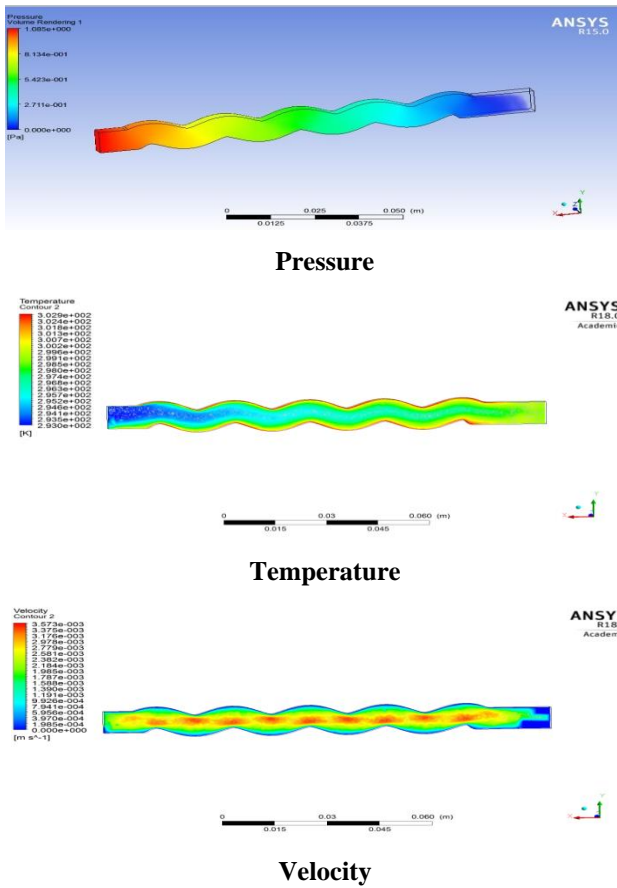 Pressure
Volume Rendering 1
1.085e+000
8.134e-001
5.423e-001
2.711e-001
0.000e+000
[Pa]
ANSYS
R15.0
0 0.025 0.050 (m)
0.0125 0.0375
Y
X
Pressure
Temperature
Contour 2
3.029e+002
3.024e+002
3.018e+002
3.013e+002
3.007e+002
3.002e+002
2.996e+002
2.991e+002
2.985e+002
2.980e+002
2.974e+002
2.968e+002
2.963e+002
2.957e+002
2.952e+002
2.946e+002
2.941e+002
2.935e+002
2.930e+002
[K]
ANSYS
R18.0
Academi
0 0.03 0.060 (m)
0.015 0.045
Y
X
Temperature
Velocity
Contour 2
3.573e-003
3.375e-003
3.176e-003
2.978e-003
2.779e-003
2.581e-003
2.382e-003
2.184e-003
1.985e-003
1.787e-003
1.588e-003
1.390e-003
1.191e-003
9.926e-004
7.941e-004
5.956e-004
3.970e-004
1.985e-004
0.000e+000
[m s^-1]
ANSY
R18
Acade
0 0.03 0.060 (m)
0.015 0.045
Y
X
Velocity